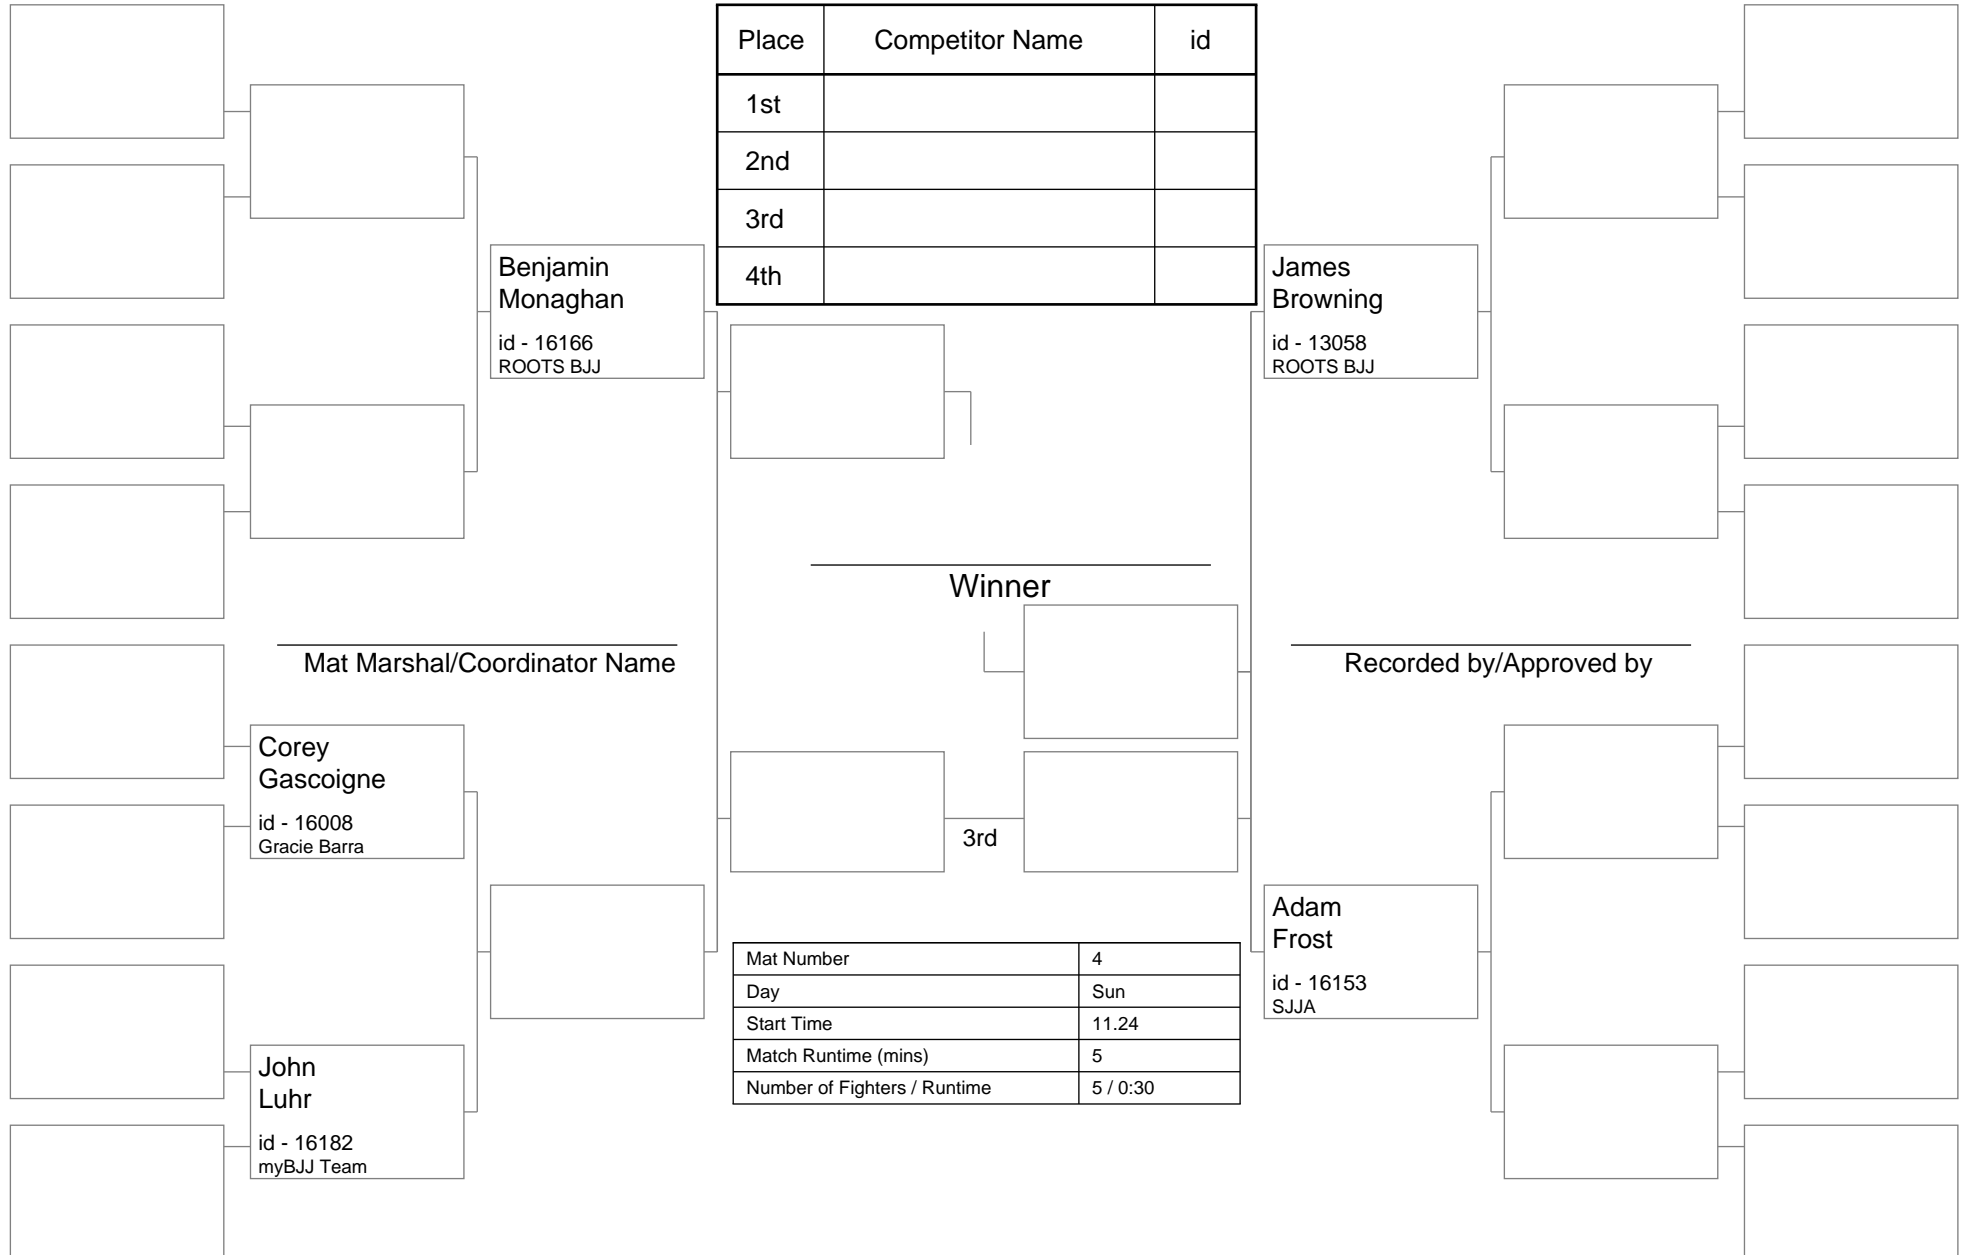 Place Competitor Name id
1st
2nd
3rd
4th
Benjamin
Monaghan
id - 16166
ROOTS BJJ
James
Browning
id - 13058
ROOTS BJJ
Winner
Mat Marshal/Coordinator Name
Recorded by/Approved by
Corey
Gascoigne
id - 16008
Gracie Barra
3rd
Adam
Frost
id - 16153
SJJA
Mat Number 4
Day Sun
Start Time 11.24
Match Runtime (mins) 5
Number of Fighters / Runtime 5 / 0:30
John
Luhr
id - 16182
myBJJ Team